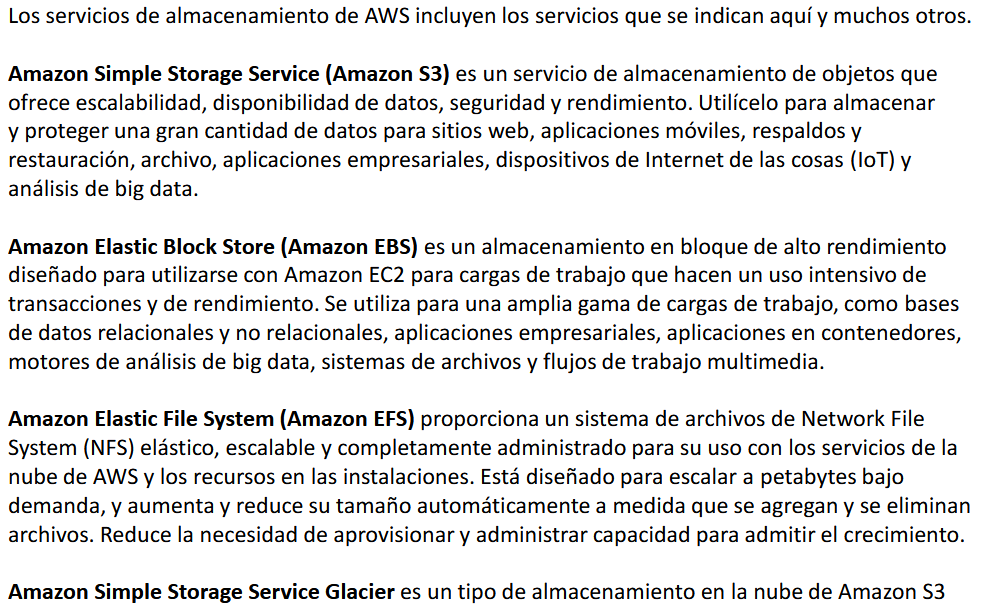 Los servicios de almacenamiento de AWS incluyen los servicios que se indican aquí y muchos otros.
Amazon Simple Storage Service (Amazon S3) es un servicio de almacenamiento de objetos que
ofrece escalabilidad, disponibilidad de datos, seguridad y rendimiento. Utilícelo para almacenar
y proteger una gran cantidad de datos para sitios web, aplicaciones móviles, respaldos y
restauración, archivo, aplicaciones empresariales, dispositivos de Internet de las cosas (IoT) y
análisis de big data.
Amazon Elastic Block Store (Amazon EBS) es un almacenamiento en bloque de alto rendimiento
diseñado para utilizarse con Amazon EC2 para cargas de trabajo que hacen un uso intensivo de
transacciones y de rendimiento. Se utiliza para una amplia gama de cargas de trabajo, como bases
de datos relacionales y no relacionales, aplicaciones empresariales, aplicaciones en contenedores,
motores de análisis de big data, sistemas de archivos y flujos de trabajo multimedia.
Amazon Elastic File System (Amazon EFS) proporciona un sistema de archivos de Network File
System (NFS) elástico, escalable y completamente administrado para su uso con los servicios de la
nube de AWS y los recursos en las instalaciones. Está diseñado para escalar a petabytes bajo
demanda, y aumenta y reduce su tamaño automáticamente a medida que se agregan y se eliminan
archivos. Reduce la necesidad de aprovisionar y administrar capacidad para admitir el crecimiento.
Amazon Simple Storage Service Glacier es un tipo de almacenamiento en la nube de Amazon S3